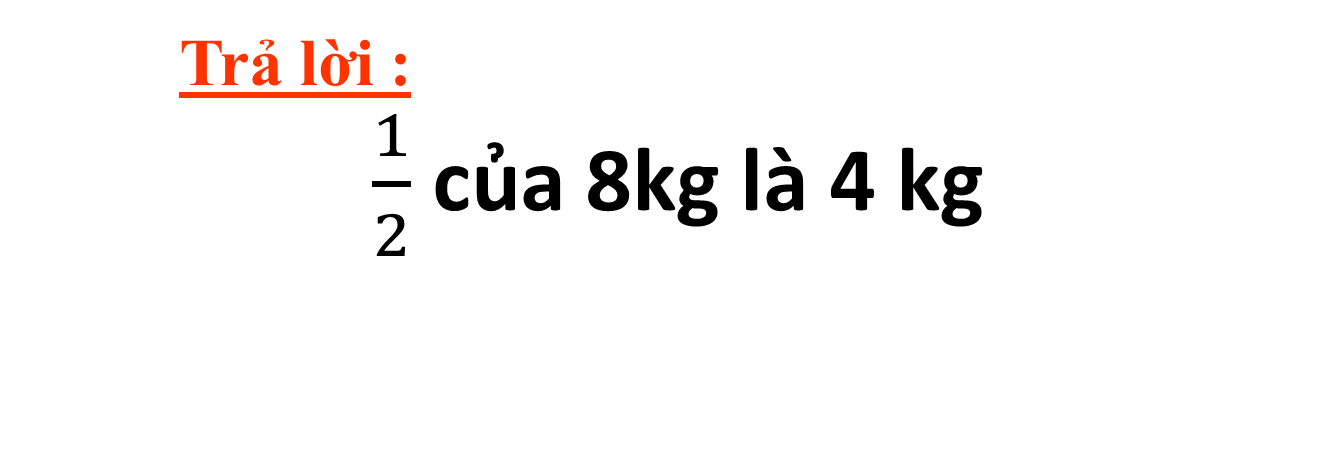 Trả lời :
1/2 của 8kg là 4 kg